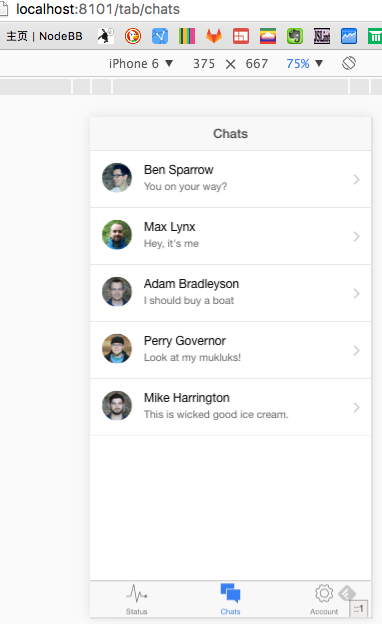 localhost:8101/tab/chats
主页 | NodeBB
iPhone 6 ▼ 375 × 667 75% ▼
Chats
Ben Sparrow
You on your way?
Max Lynx
Hey, it's me
Adam Bradleyson
I should buy a boat
Perry Governor
Look at my mukluks!
Mike Harrington
This is wicked good ice cream.
Status Chats Account
::1